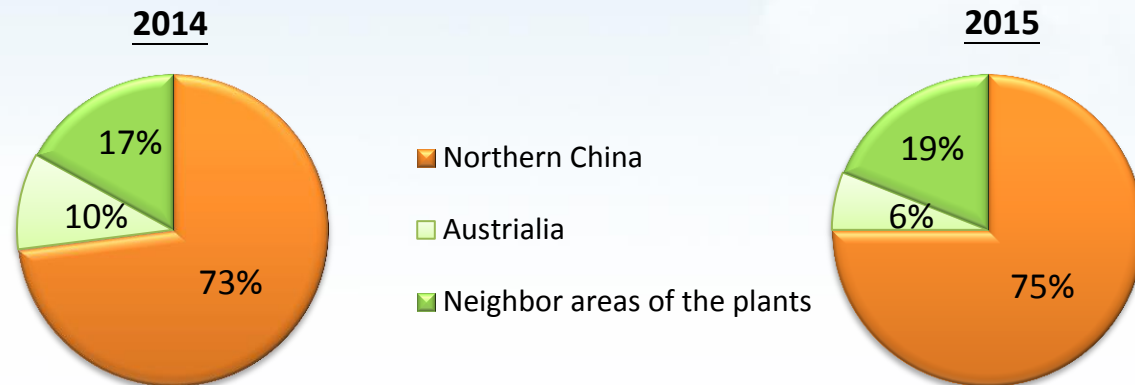 2014
2015
17%
10%
73%
Northern China
Austrialia
Neighbor areas of the plants
19%
6%
75%